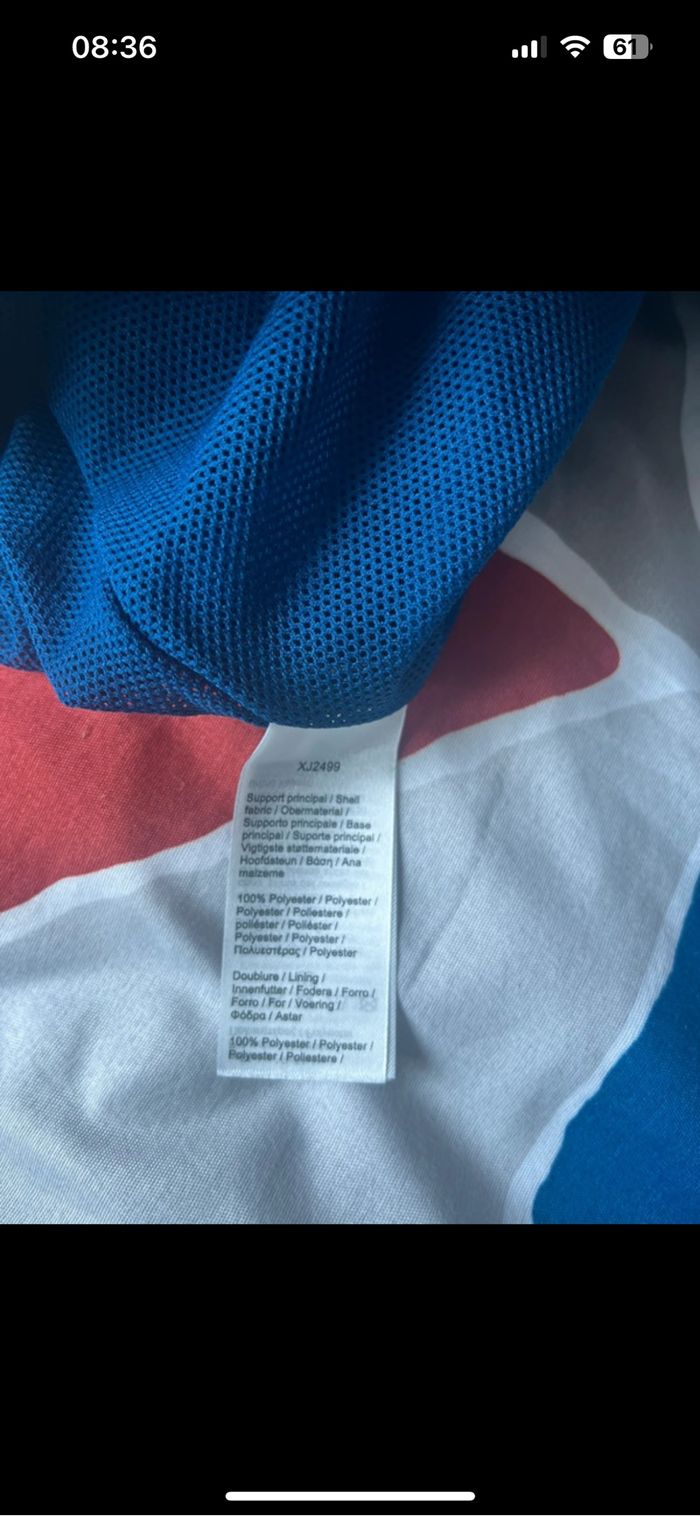 08:36
61
XJ2499
Support principal / Shell
fabric / Obermaterial /
Supporto principale / Base
principal / Suporte principal /
Vigtigste støttemateriale /
Hoofdsteun / Βάση / Ana
malzeme
100% Polyester / Polyester /
Polyester / Poliestere /
poliéster / Poliéster /
Polyester / Polyester /
Πολυεστέρας / Polyester
Doublure / Lining /
Innenfutter / Fodera / Forro /
Forro / For / Voering /
Φόδρα / Astar
100% Polyester / Polyester /
Polyester / Poliestere /